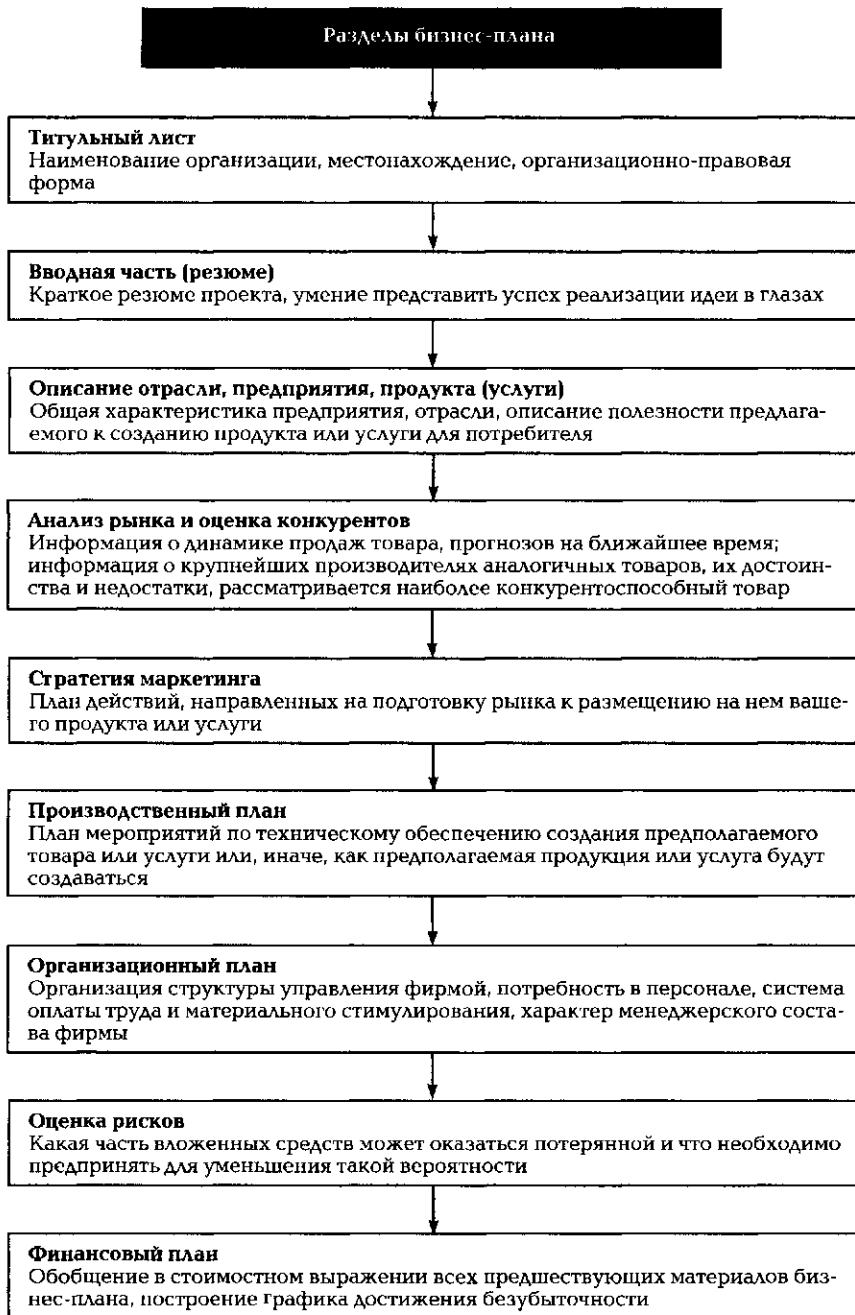 Разделы бизнес-плана
Титульный лист
Наименование организации, местонахождение, организационно-правовая
форма
Вводная часть (резюме)
Краткое резюме проекта, умение представить успех реализации идеи в глазах
Описание отрасли, предприятия, продукта (услуги)
Общая характеристика предприятия, отрасли, описание полезности предлага-
емого к созданию продукта или услуги для потребителя
Анализ рынка и оценка конкурентов
Информация о динамике продаж товара, прогнозов на ближайшее время;
информация о крупнейших производителях аналогичных товаров, их достоин-
ства и недостатки, рассматривается наиболее конкурентоспособный товар
Стратегия маркетинга
План действий, направленных на подготовку рынка к размещению на нем ваше-
го продукта или услуги
Производственный план
План мероприятий по техническому обеспечению создания предполагаемого
товара или услуги или, иначе, как предполагаемая продукция или услуга будут
создаваться
Организационный план
Организация структуры управления фирмой, потребность в персонале, система
оплаты труда и материального стимулирования, характер менеджерского соста-
ва фирмы
Оценка рисков
Какая часть вложенных средств может оказаться потерянной и что необходимо
предпринять для уменьшения такой вероятности
Финансовый план
Обобщение в стоимостном выражении всех предшествующих материалов биз-
нес-плана, построение графика достижения безубыточности